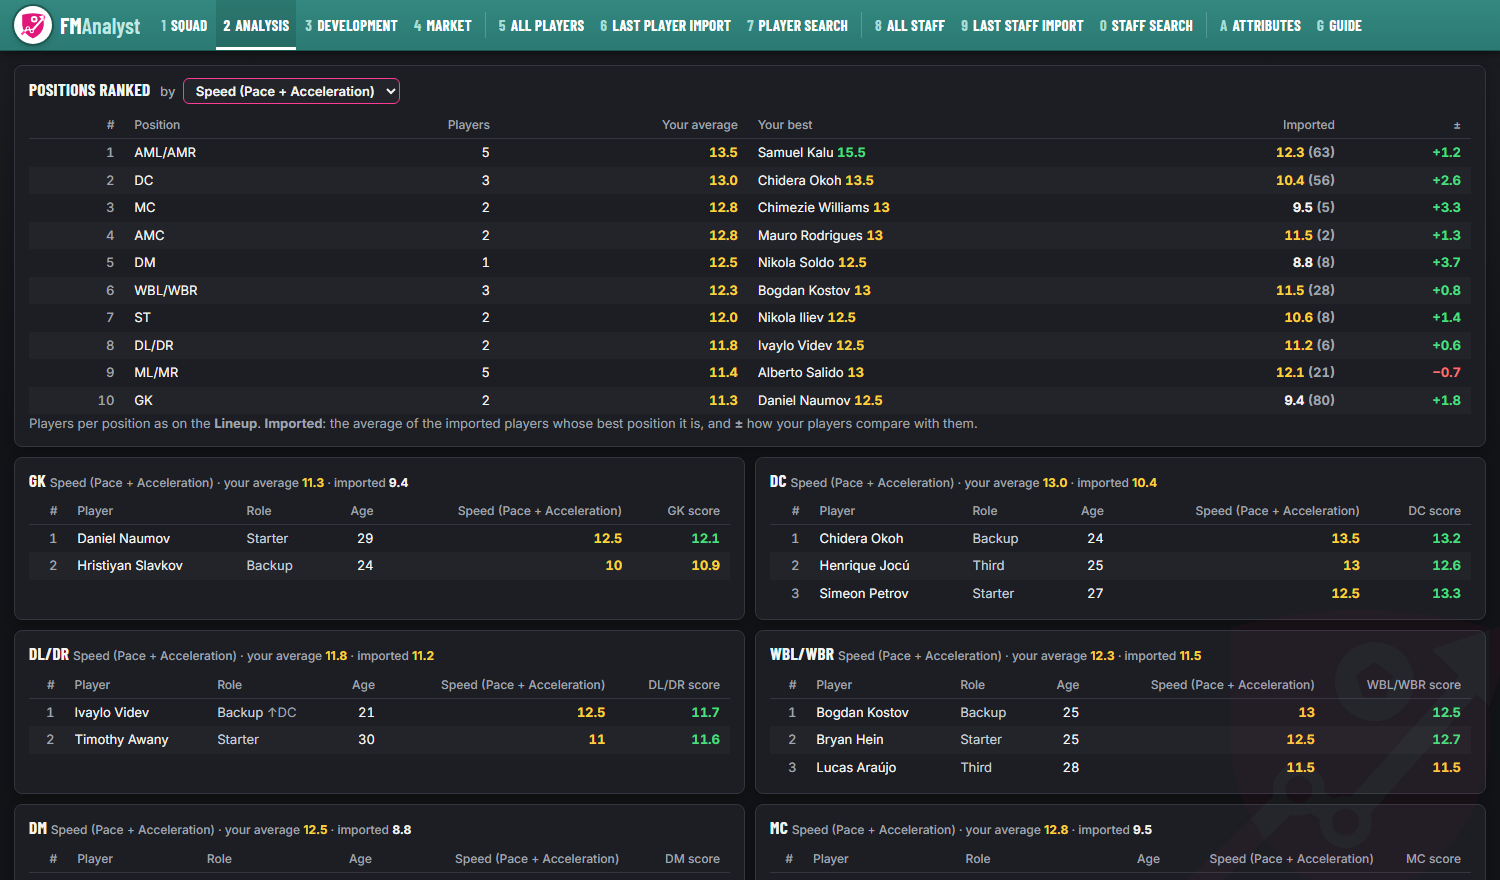 FMAnalyst 1 SQUAD 2 ANALYSIS 3 DEVELOPMENT 4 MARKET 5 ALL PLAYERS 6 LAST PLAYER IMPORT 7 PLAYER SEARCH 8 ALL STAFF 9 LAST STAFF IMPORT 0 STAFF SEARCH A ATTRIBUTES G GUIDE
POSITIONS RANKED by Speed (Pace + Acceleration)
# Position Players Your average Your best Imported ±
1 AML/AMR 5 13.5 Samuel Kalu 15.5 12.3 (63) +1.2
2 DC 3 13.0 Chidera Okoh 13.5 10.4 (56) +2.6
3 MC 2 12.8 Chimezie Williams 13 9.5 (5) +3.3
4 AMC 2 12.8 Mauro Rodrigues 13 11.5 (2) +1.3
5 DM 1 12.5 Nikola Soldo 12.5 8.8 (8) +3.7
6 WBL/WBR 3 12.3 Bogdan Kostov 13 11.5 (28) +0.8
7 ST 2 12.0 Nikola Iliev 12.5 10.6 (8) +1.4
8 DL/DR 2 11.8 Ivaylo Videv 12.5 11.2 (6) +0.6
9 ML/MR 5 11.4 Alberto Salido 13 12.1 (21) −0.7
10 GK 2 11.3 Daniel Naumov 12.5 9.4 (80) +1.8
Players per position as on the Lineup. Imported: the average of the imported players whose best position it is, and ± how your players compare with them.
GK Speed (Pace + Acceleration) · your average 11.3 · imported 9.4
# Player Role Age Speed (Pace + Acceleration) GK score
1 Daniel Naumov Starter 29 12.5 12.1
2 Hristiyan Slavkov Backup 24 10 10.9
DC Speed (Pace + Acceleration) · your average 13.0 · imported 10.4
# Player Role Age Speed (Pace + Acceleration) DC score
1 Chidera Okoh Backup 24 13.5 13.2
2 Henrique Jocú Third 25 13 12.6
3 Simeon Petrov Starter 27 12.5 13.3
DL/DR Speed (Pace + Acceleration) · your average 11.8 · imported 11.2
# Player Role Age Speed (Pace + Acceleration) DL/DR score
1 Ivaylo Videv Backup ↑DC 21 12.5 11.7
2 Timothy Awany Starter 30 11 11.6
WBL/WBR Speed (Pace + Acceleration) · your average 12.3 · imported 11.5
# Player Role Age Speed (Pace + Acceleration) WBL/WBR score
1 Bogdan Kostov Backup 25 13 12.5
2 Bryan Hein Starter 25 12.5 12.7
3 Lucas Araújo Third 28 11.5 11.5
DM Speed (Pace + Acceleration) · your average 12.5 · imported 8.8
# Player Role Age Speed (Pace + Acceleration) DM score
MC Speed (Pace + Acceleration) · your average 12.8 · imported 9.5
# Player Role Age Speed (Pace + Acceleration) MC score